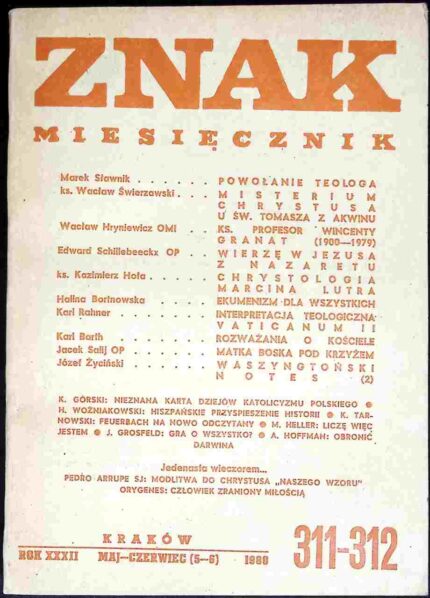 ZNAK
MIESIĘCZNIK
Marek Sławnik . . . . . . POWOŁANIE TEOLOGA
ks. Wacław Świerzawski . . . MISTERIUM
CHRYSTUSA
U ŚW. TOMASZA Z AKWINU
Wacław Hryniewicz OMI . . . KS. PROFESOR WINCENTY
GRANAT (1900—1979)
Edward Schillebeeckx OP . . WIERZĘ W JEZUSA
Z NAZARETU
ks. Kazimierz Hoła . . . . CHRYSTOLOGIA
MARCINA LUTRA
Halina Bortnowska . . . . EKUMENIZM DLA WSZYSTKICH
Karl Rahner . . . . . . INTERPRETACJA TEOLOGICZNA
VATICANUM II
Karl Barth . . . . . . ROZWAŻANIA O KOŚCIELE
Jacek Salij OP . . . . . MATKA BOSKA POD KRZYŻEM
Józef Życiński . . . . . WASZYNGTOŃSKI
NOTES (2)
K. GÓRSKI: NIEZNANA KARTA DZIEJÓW KATOLICYZMU POLSKIEGO ●
H. WOŹNIAKOWSKI: HISZPAŃSKIE PRZYSPIESZENIE HISTORII ● K. TAR-
NOWSKI: FEUERBACH NA NOWO ODCZYTANY ● M. HELLER: LICZĘ WIĘC
JESTEM ● J. GROSFELD: GRA O WSZYSTKO? ● A. HOFFMAN: OBRONIĆ
DARWINA
Jedenasta wieczorem...
PEDRO ARRUPE SJ: MODLITWA DO CHRYSTUSA „NASZEGO WZORU”
ORYGENES: CZŁOWIEK ZRANIONY MIŁOŚCIĄ
KRAKÓW
ROK XXXII MAJ—CZERWIEC (5—6) 1980
311-312